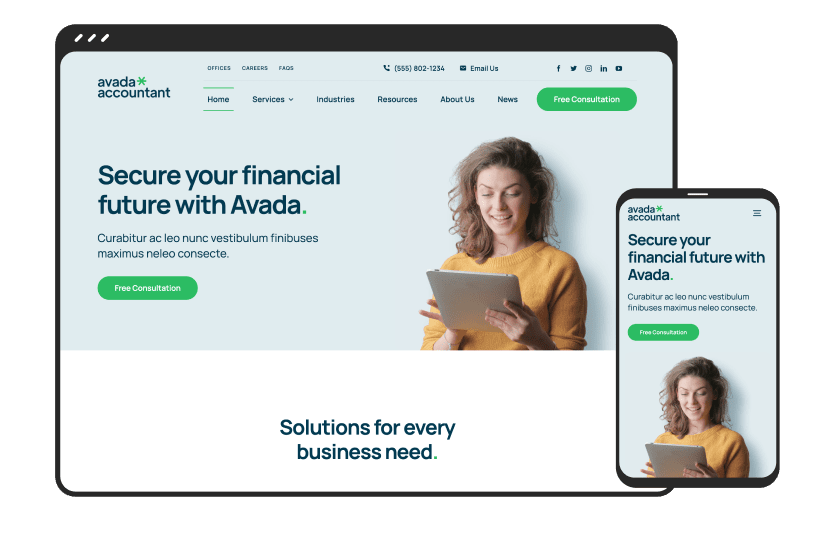 OFFICES CAREERS FAQS (555) 802-1234 Email Us
avada
accountant
Home Services Industries Resources About Us News Free Consultation
Secure your financial
future with Avada.
Curabitur ac leo nunc vestibulum finibuses
maximus neleo consecte.
Free Consultation
Solutions for every
business need.
avada
accountant
Secure your
financial future with
Avada.
Curabitur ac leo nunc vestibulum
finibuses maximus neleo consecte.
Free Consultation